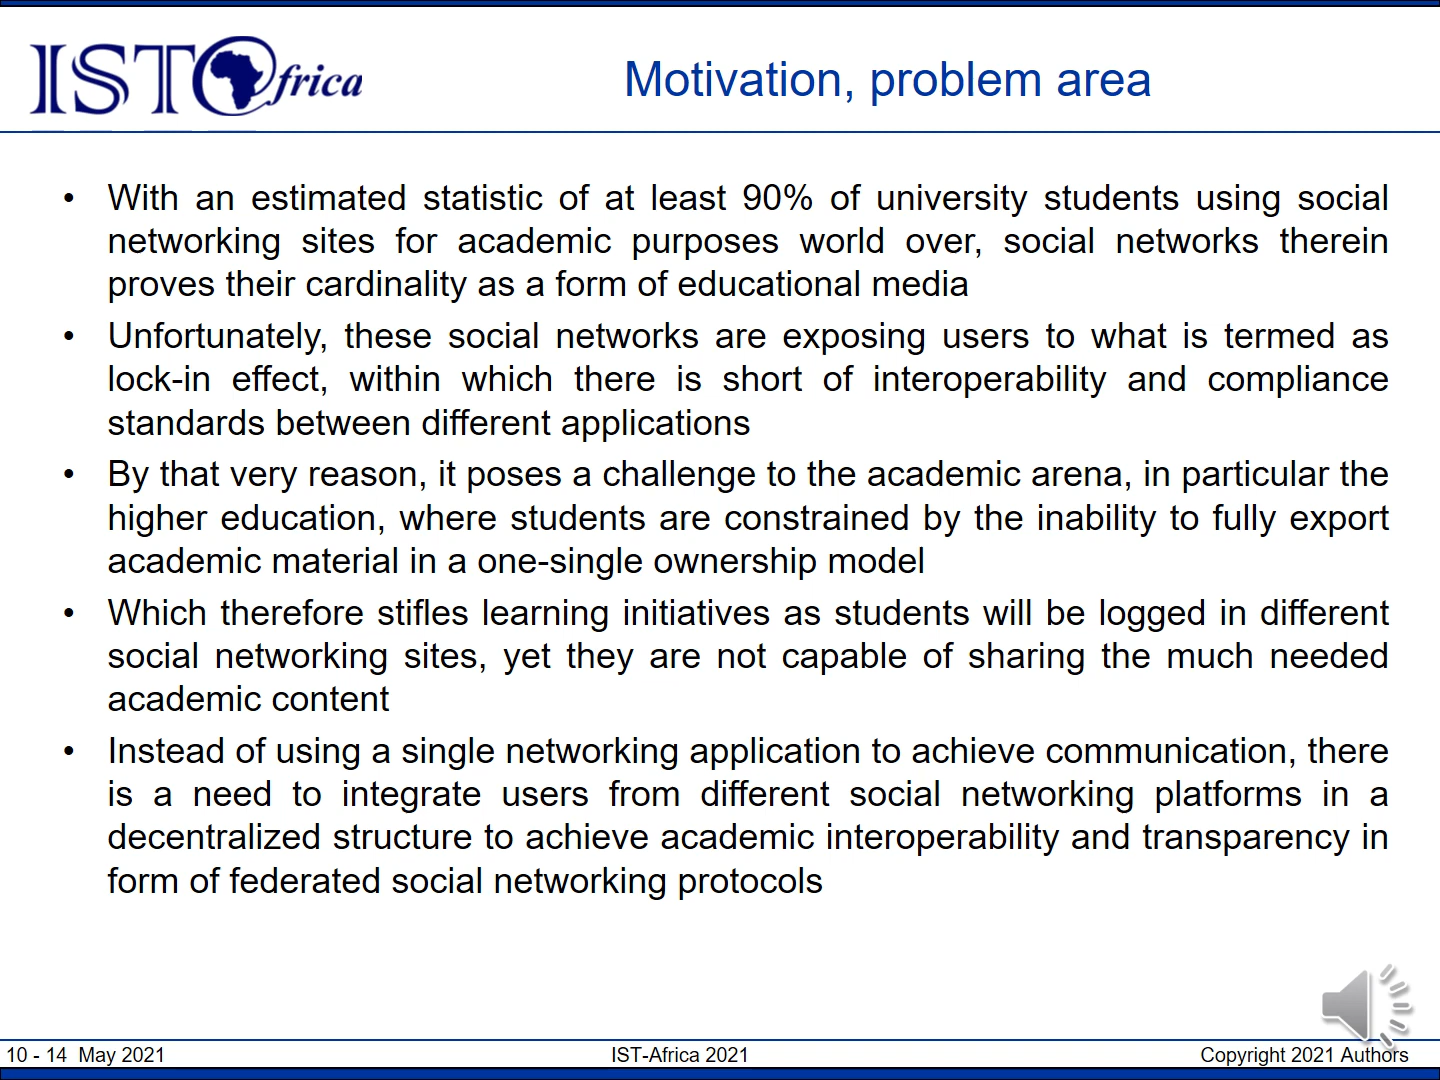 IST@frica
Motivation, problem area
• With an estimated statistic of at least 90% of university students using social
networking sites for academic purposes world over, social networks therein
proves their cardinality as a form of educational media
• Unfortunately, these social networks are exposing users to what is termed as
lock-in effect, within which there is short of interoperability and compliance
standards between different applications
• By that very reason, it poses a challenge to the academic arena, in particular the
higher education, where students are constrained by the inability to fully export
academic material in a one-single ownership model
• Which therefore stifles learning initiatives as students will be logged in different
social networking sites, yet they are not capable of sharing the much needed
academic content
• Instead of using a single networking application to achieve communication, there
is a need to integrate users from different social networking platforms in a
decentralized structure to achieve academic interoperability and transparency in
form of federated social networking protocols
10 - 14 May 2021
IST-Africa 2021
Copyright 2021 Authors